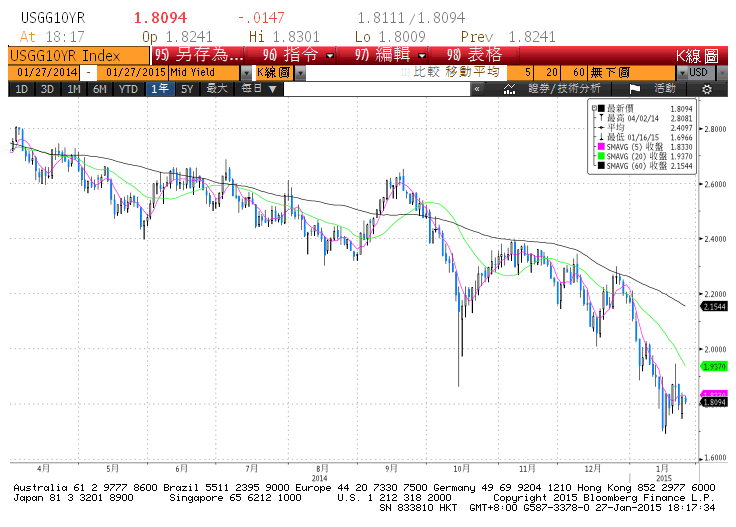 USGG10YR 1.8094 -.0147 1.8111/1.8094
At 18:17 Op 1.8241 Hi 1.8301 Lo 1.8009 Prev 1.8241
USGG10YR Index 95) 另存為... 96) 指令 97) 編輯 98) 表格 K線圖
01/27/2014 - 01/27/2015 Mid Yield K線圖 比較 移動平均 5 20 60 無下圖 USD
1D 3D 1M 6M YTD 1年 5Y 最大 每日 « 證券/技術分析 活動
最新價 1.8094
最高 04/02/14 2.8081
平均 2.4097
最低 01/16/15 1.6966
SMAVG (5) 收盤 1.8330
SMAVG (20) 收盤 1.9370
SMAVG (60) 收盤 2.1544
2.8000
2.6000
2.4000
2.2000
2.1544
2.0000
1.9370
1.8094
1.6000
4月 5月 6月 7月 8月 9月 10月 11月 12月 1月
2014 2015
Australia 61 2 9777 8600 Brazil 5511 2395 9000 Europe 44 20 7330 7500 Germany 49 69 9204 1210 Hong Kong 852 2977 6000
Japan 81 3 3201 8900 Singapore 65 6212 1000 U.S. 1 212 318 2000 Copyright 2015 Bloomberg Finance L.P.
SN 833810 HKT GMT+8:00 G587-3378-0 27-Jan-2015 18:17:34